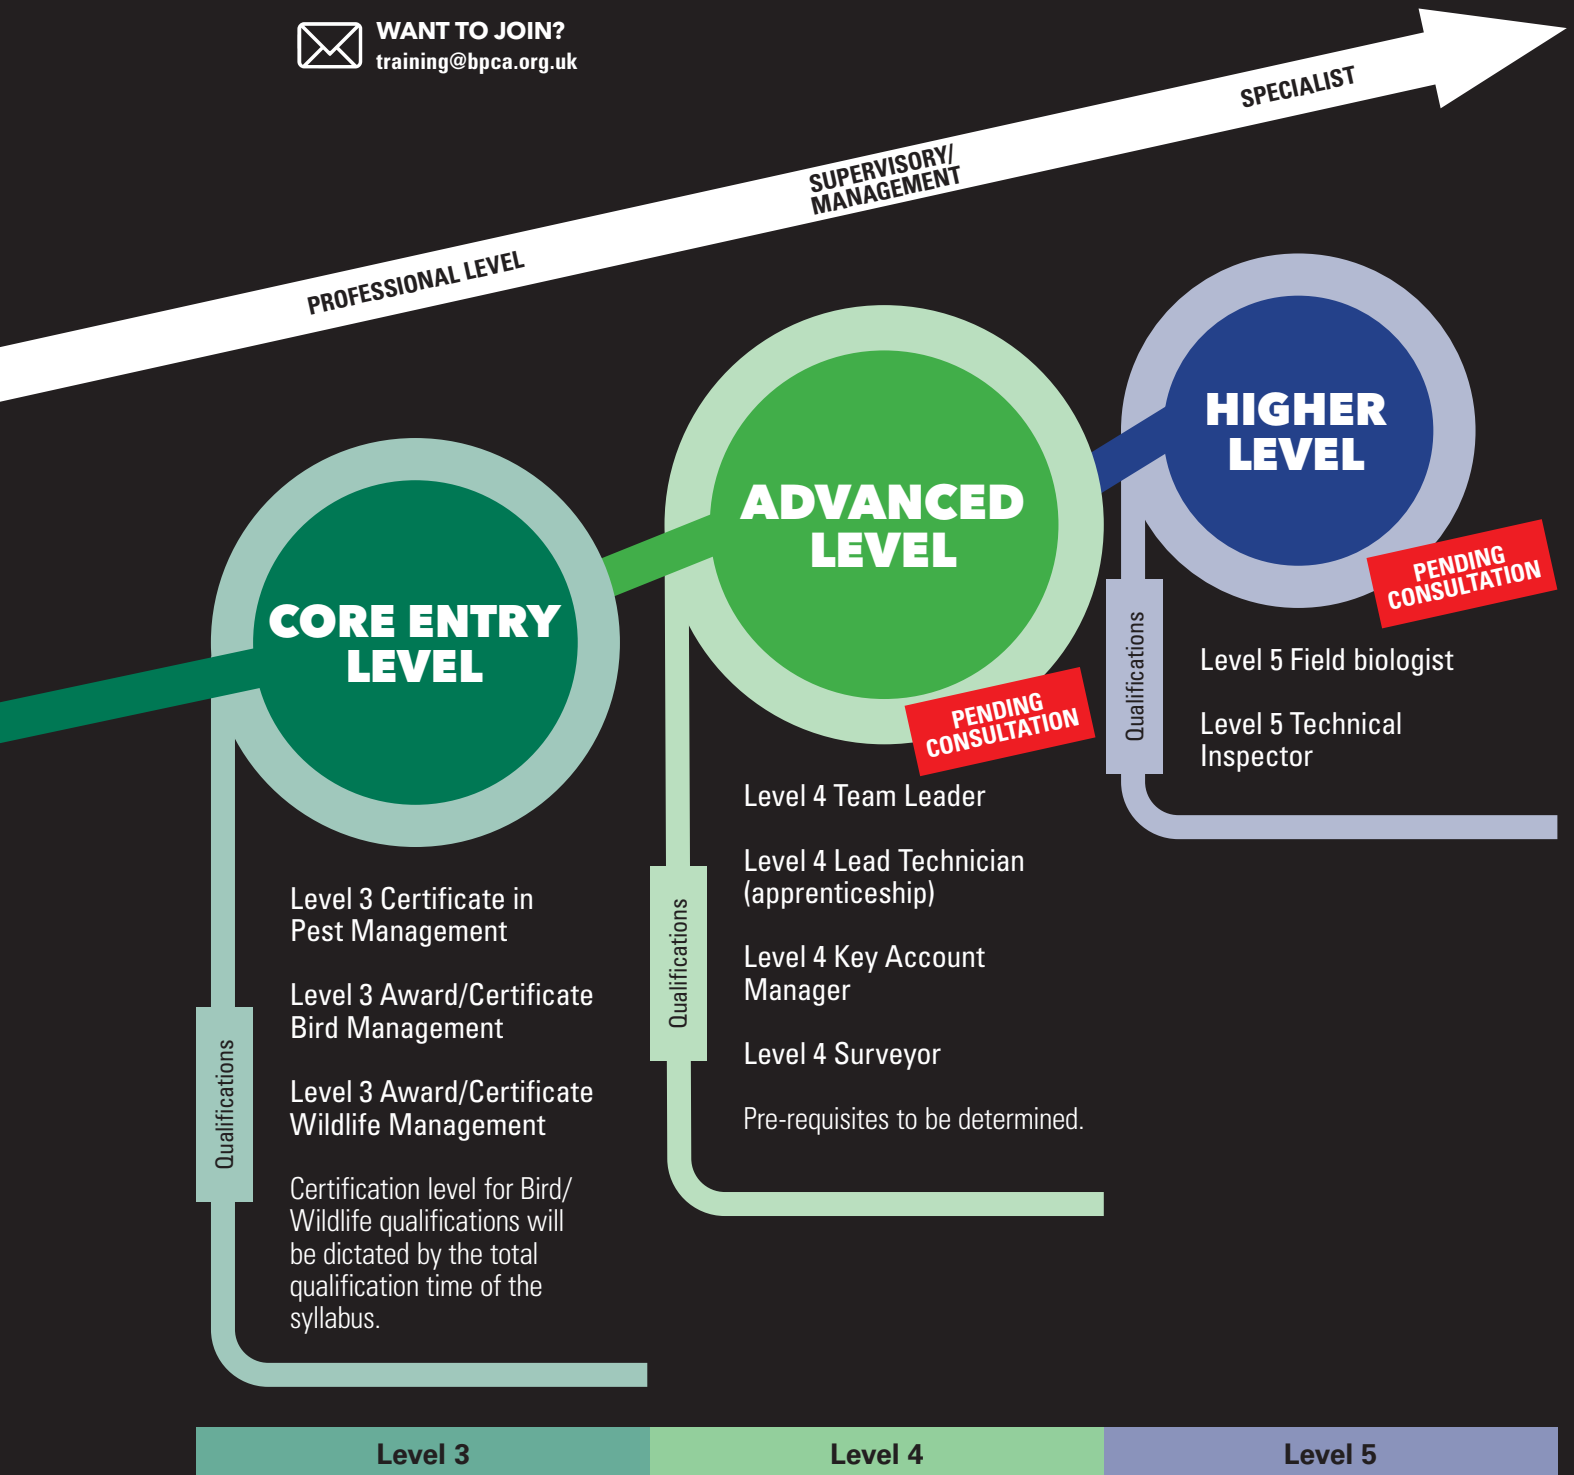 WANT TO JOIN?
training@bpca.org.uk
PROFESSIONAL LEVEL
SUPERVISORY/
MANAGEMENT
SPECIALIST
CORE ENTRY
LEVEL
Qualifications
Level 3 Certificate in
Pest Management
Level 3 Award/Certificate
Bird Management
Level 3 Award/Certificate
Wildlife Management
Certification level for Bird/
Wildlife qualifications will
be dictated by the total
qualification time of the
syllabus.
Level 3
ADVANCED
LEVEL
PENDING
CONSULTATION
Qualifications
Level 4 Team Leader
Level 4 Lead Technician
(apprenticeship)
Level 4 Key Account
Manager
Level 4 Surveyor
Pre-requisites to be determined.
Level 4
HIGHER
LEVEL
PENDING
CONSULTATION
Qualifications
Level 5 Field biologist
Level 5 Technical
Inspector
Level 5